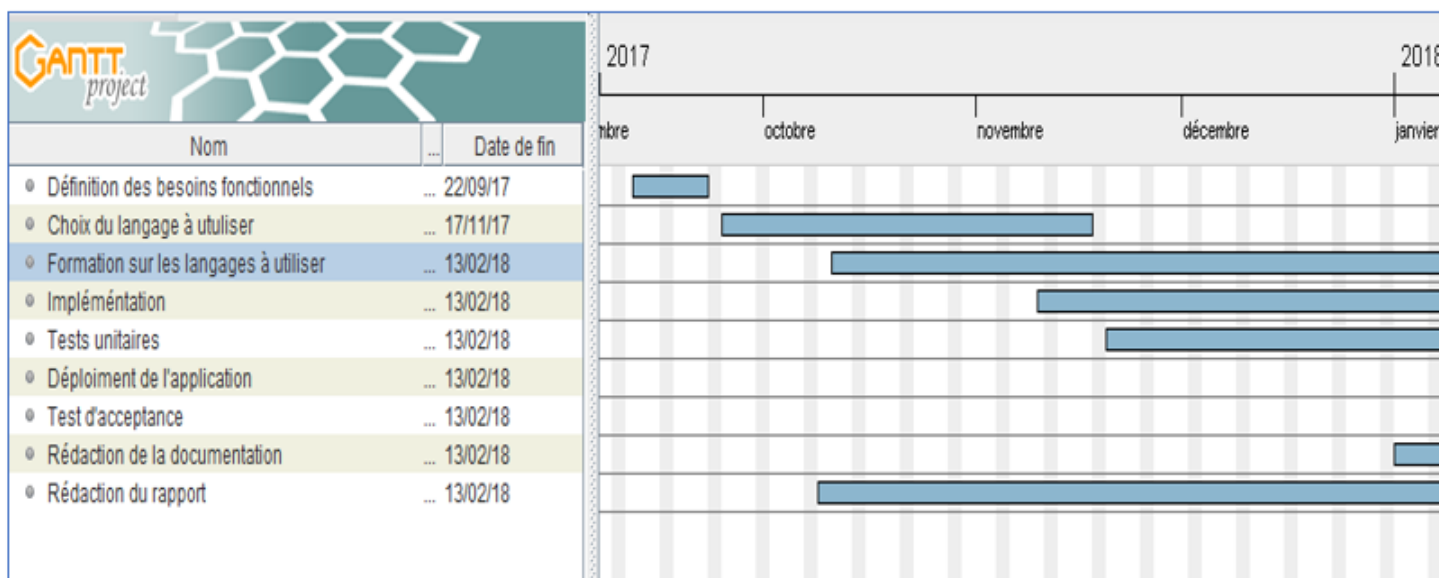 GANTT
project
2017
2018
mbre
octobre
novembre
décembre
janvier
Nom
...
Date de fin
Définition des besoins fonctionnels ... 22/09/17
Choix du langage à utuliser ... 17/11/17
Formation sur les langages à utiliser ... 13/02/18
Impléméntation ... 13/02/18
Tests unitaires ... 13/02/18
Déploiment de l'application ... 13/02/18
Test d'acceptance ... 13/02/18
Rédaction de la documentation ... 13/02/18
Rédaction du rapport ... 13/02/18